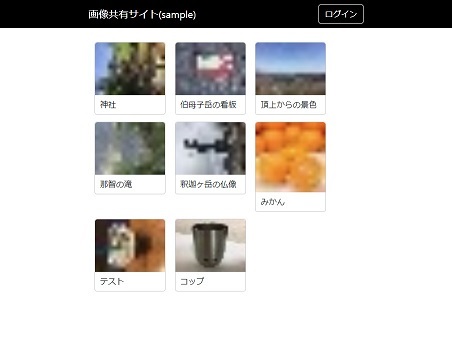 画像共有サイト(sample)
ログイン
神社
伯母子岳の看板
頂上からの景色
那智の滝
釈迦ヶ岳の仏像
みかん
テスト
コップ